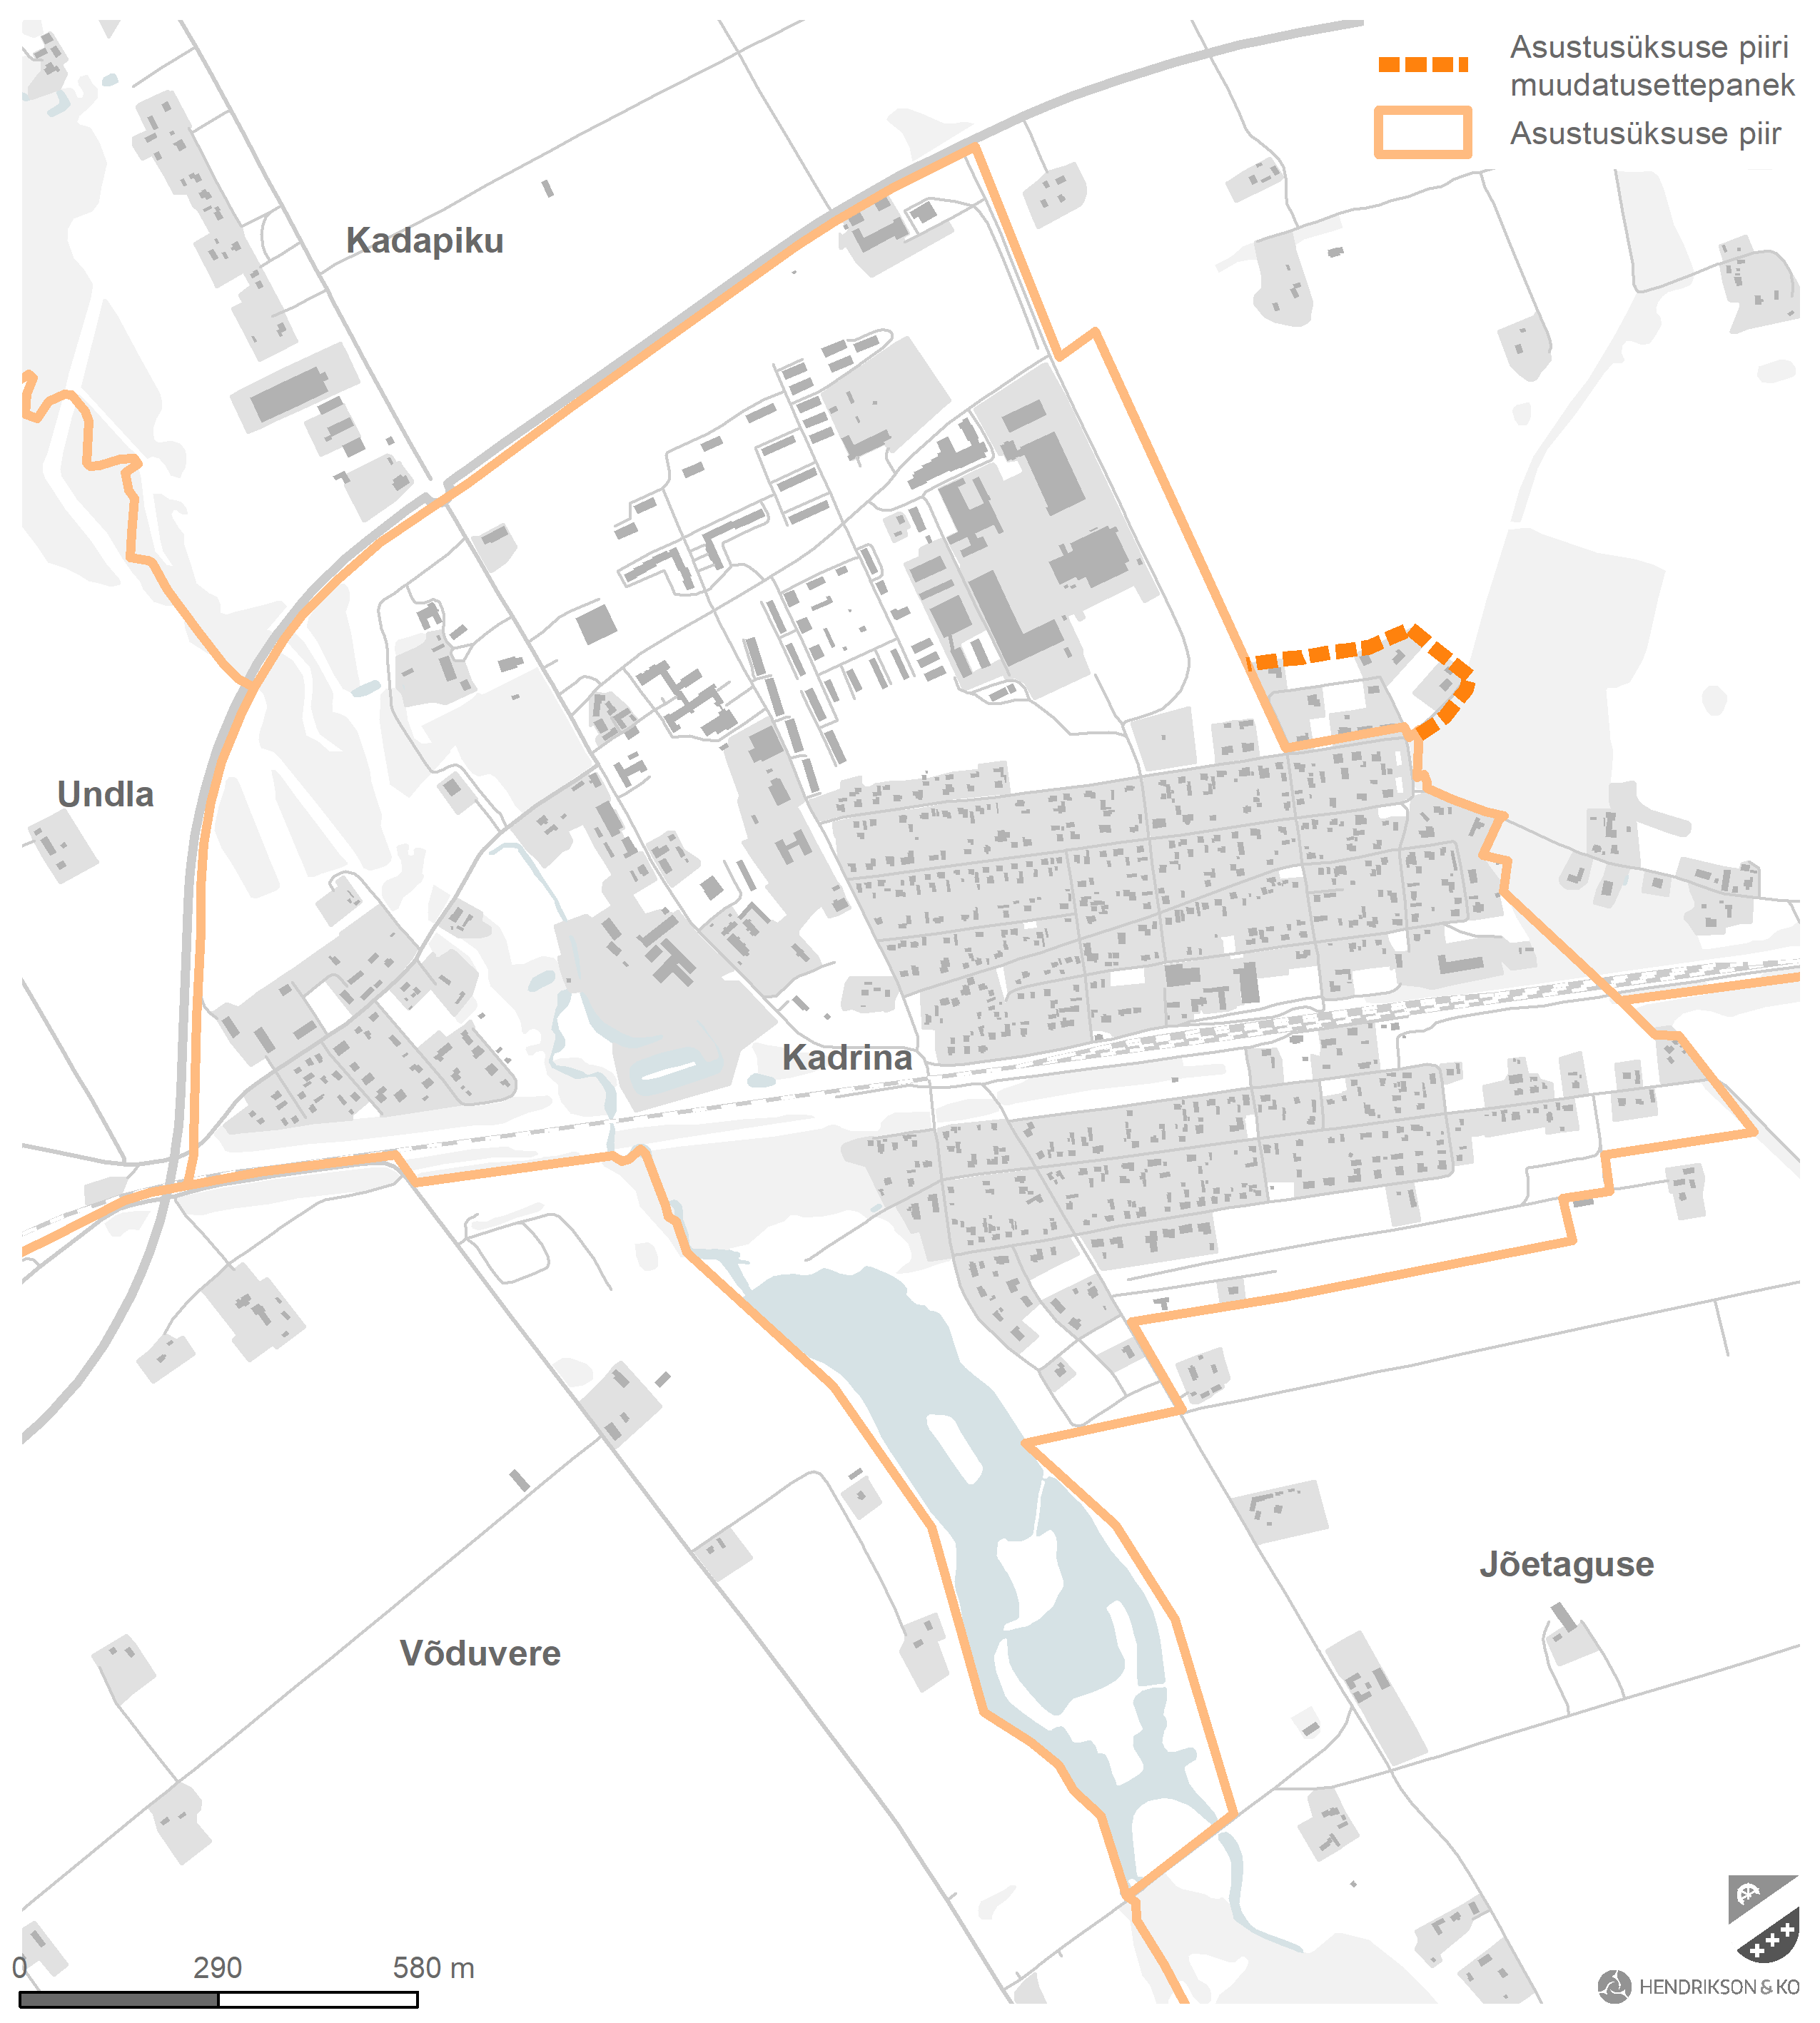 Asustusüksuse piiri
muudatusettepanek
Asustusüksuse piir
Kadapiku
Undla
Kadrina
Jõetaguse
Võduvere
0 290 580 m
HENDRIKSON & KO